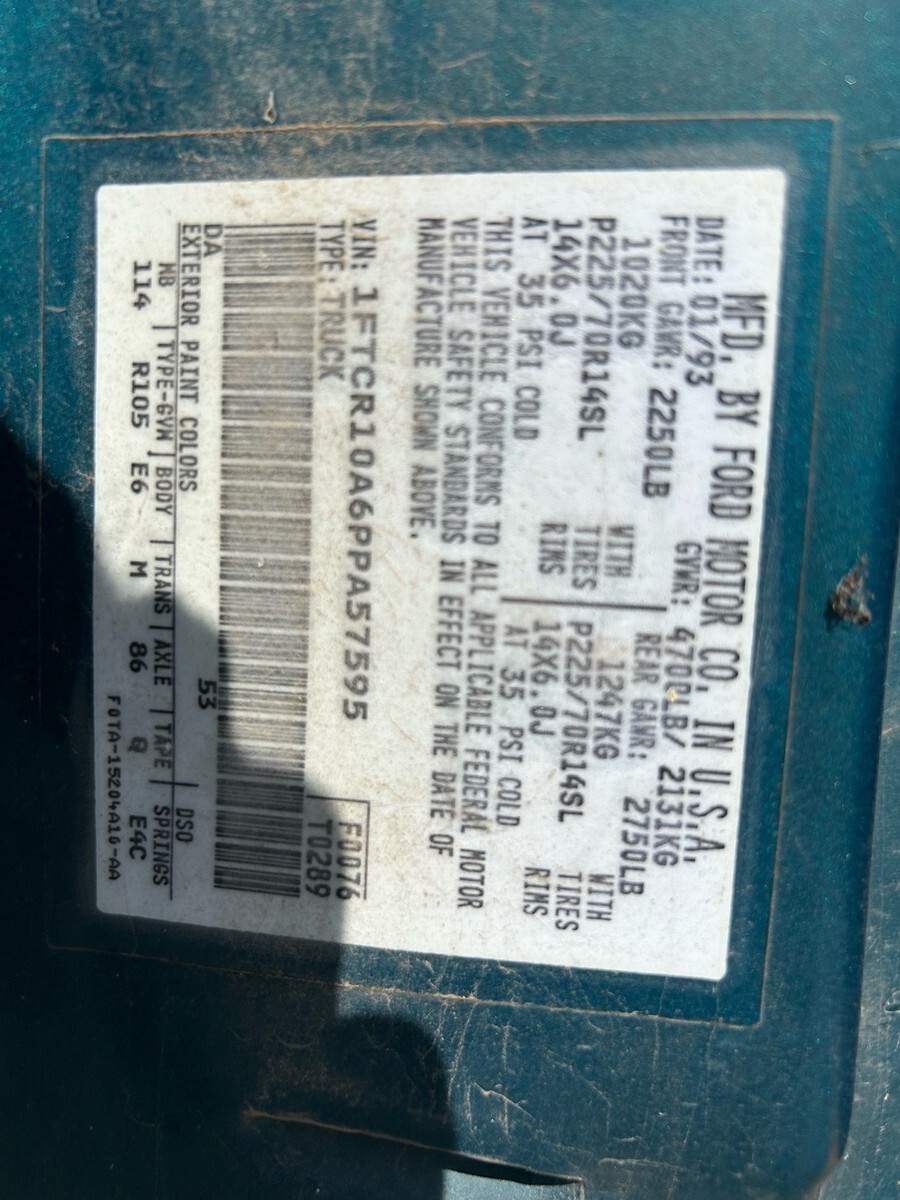 MFD. BY FORD MOTOR CO. IN U.S.A.
DATE: 01/93 GVWR: 4700LB/ 2131KG
FRONT GAWR: 2250LB REAR GAWR: 2750LB
1020KG WITH 1247KG WITH
P225/70R14SL TIRES P225/70R14SL TIRES
14X6.0J RIMS 14X6.0J RIMS
AT 35 PSI COLD AT 35 PSI COLD
THIS VEHICLE CONFORMS TO ALL APPLICABLE FEDERAL MOTOR
VEHICLE SAFETY STANDARDS IN EFFECT ON THE DATE OF
MANUFACTURE SHOWN ABOVE.
VIN: 1FTCR10A6PPA57595 F0076
TYPE: TRUCK T0289
DA 53
EXTERIOR PAINT COLORS DSO
WB | TYPE-GVW | BODY | TRANS | AXLE | TAPE | SPRINGS
114 R105 E6 M 86 Q E4C
F0TA-15204A10-AA